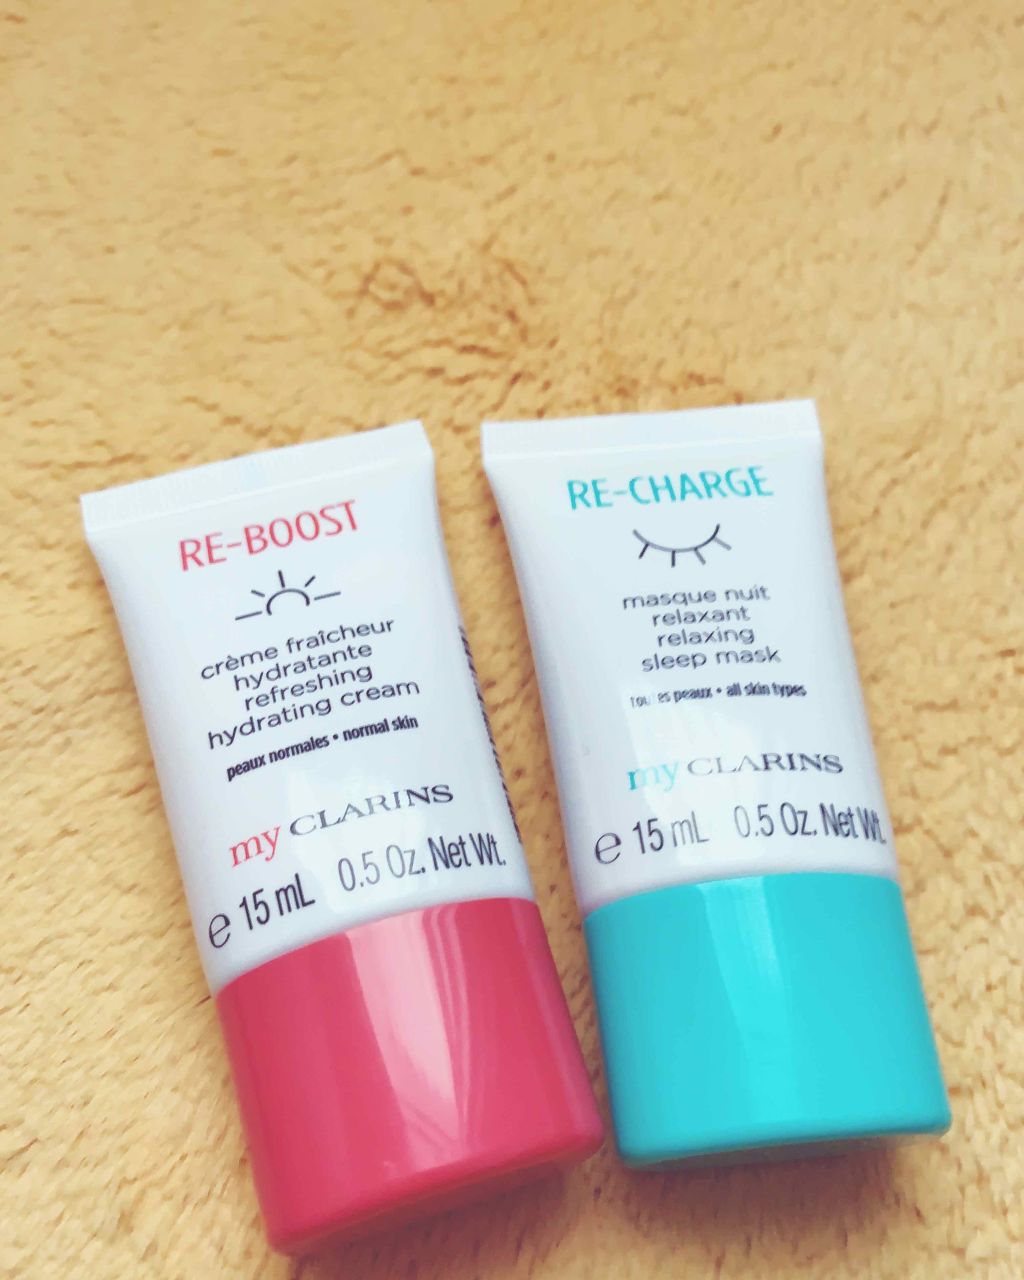 RE-BOOST
crème fraîcheur
hydratante
refreshing
hydrating cream
peaux normales • normal skin
my CLARINS
e 15 mL 0.5 Oz. Net Wt.
RE-CHARGE
masque nuit
relaxant
relaxing
sleep mask
toutes peaux • all skin types
my CLARINS
e 15 mL 0.5 Oz. Net Wt.